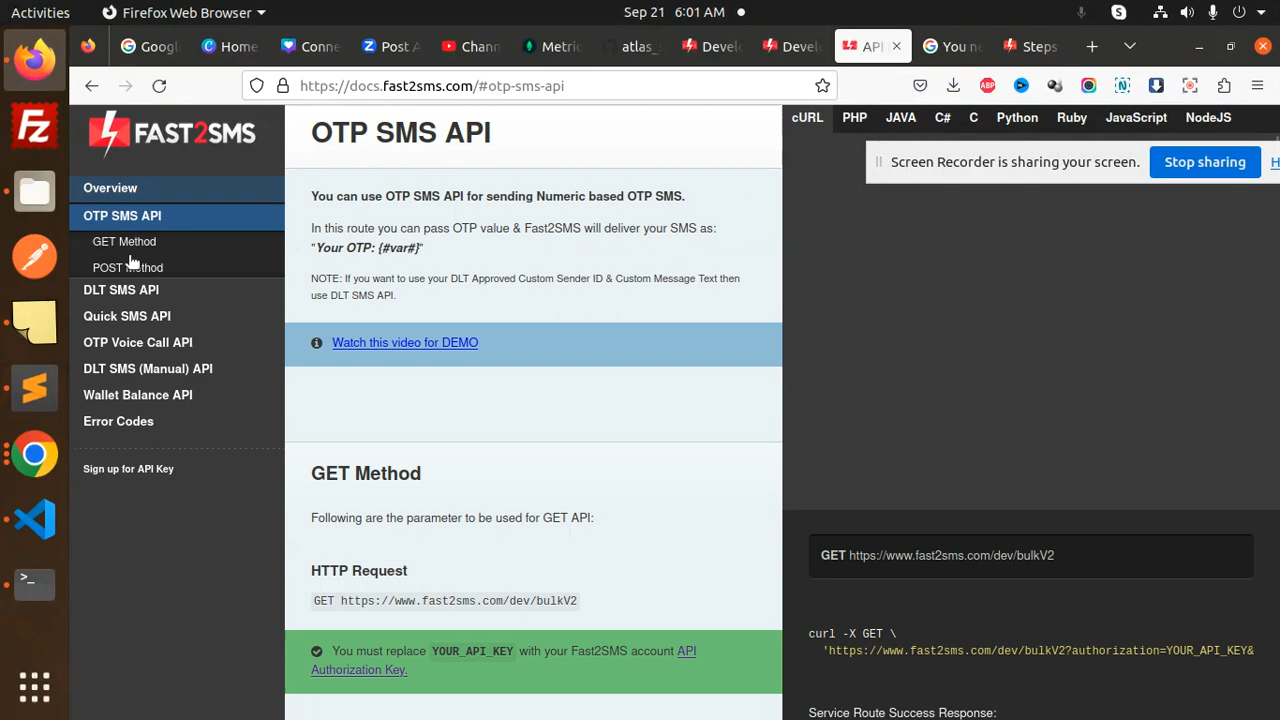 Activities
Firefox Web Browser
Sep 21 6:01 AM
Googl
Home
Conne
Post A
Chann
Metric
atlas_s
Develo
Develo
API
You ne
Steps
https://docs.fast2sms.com/#otp-sms-api
FAST2SMS
Overview
OTP SMS API
GET Method
POST Method
DLT SMS API
Quick SMS API
OTP Voice Call API
DLT SMS (Manual) API
Wallet Balance API
Error Codes
Sign up for API Key
OTP SMS API
You can use OTP SMS API for sending Numeric based OTP SMS.
In this route you can pass OTP value & Fast2SMS will deliver your SMS as:
"Your OTP: {#var#}"
NOTE: If you want to use your DLT Approved Custom Sender ID & Custom Message Text then
use DLT SMS API.
Watch this video for DEMO
GET Method
Following are the parameter to be used for GET API:
HTTP Request
GET https://www.fast2sms.com/dev/bulkV2
You must replace YOUR_API_KEY with your Fast2SMS account API
Authorization Key.
cURL PHP JAVA C# C Python Ruby JavaScript NodeJS
Screen Recorder is sharing your screen. Stop sharing H
GET https://www.fast2sms.com/dev/bulkV2
curl -X GET \
'https://www.fast2sms.com/dev/bulkV2?authorization=YOUR_API_KEY&
Service Route Success Response: